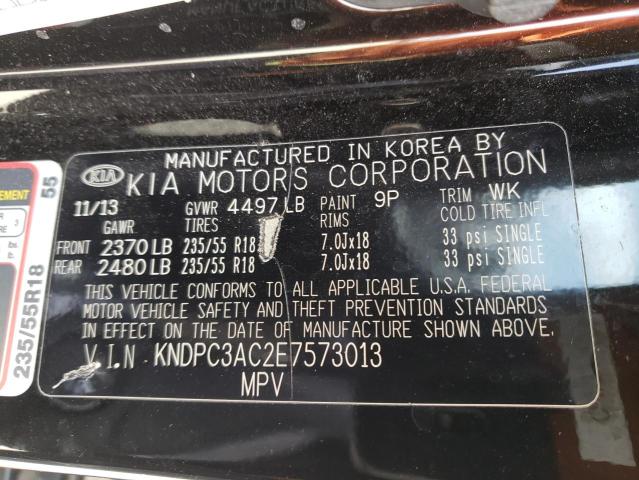 MANUFACTURED IN KOREA BY
KIA KIA MOTORS CORPORATION
11/13 GVWR 4497 LB PAINT 9P TRIM WK
GAWR TIRES RIMS COLD TIRE INFL
FRONT 2370 LB 235/55 R18 7.0Jx18 33 psi SINGLE
REAR 2480 LB 235/55 R18 7.0Jx18 33 psi SINGLE
THIS VEHICLE CONFORMS TO ALL APPLICABLE U.S.A. FEDERAL
MOTOR VEHICLE SAFETY AND THEFT PREVENTION STANDARDS
IN EFFECT ON THE DATE OF MANUFACTURE SHOWN ABOVE.
V.I.N KNDPC3AC2E7573013
MPV
235/55R18
55
3